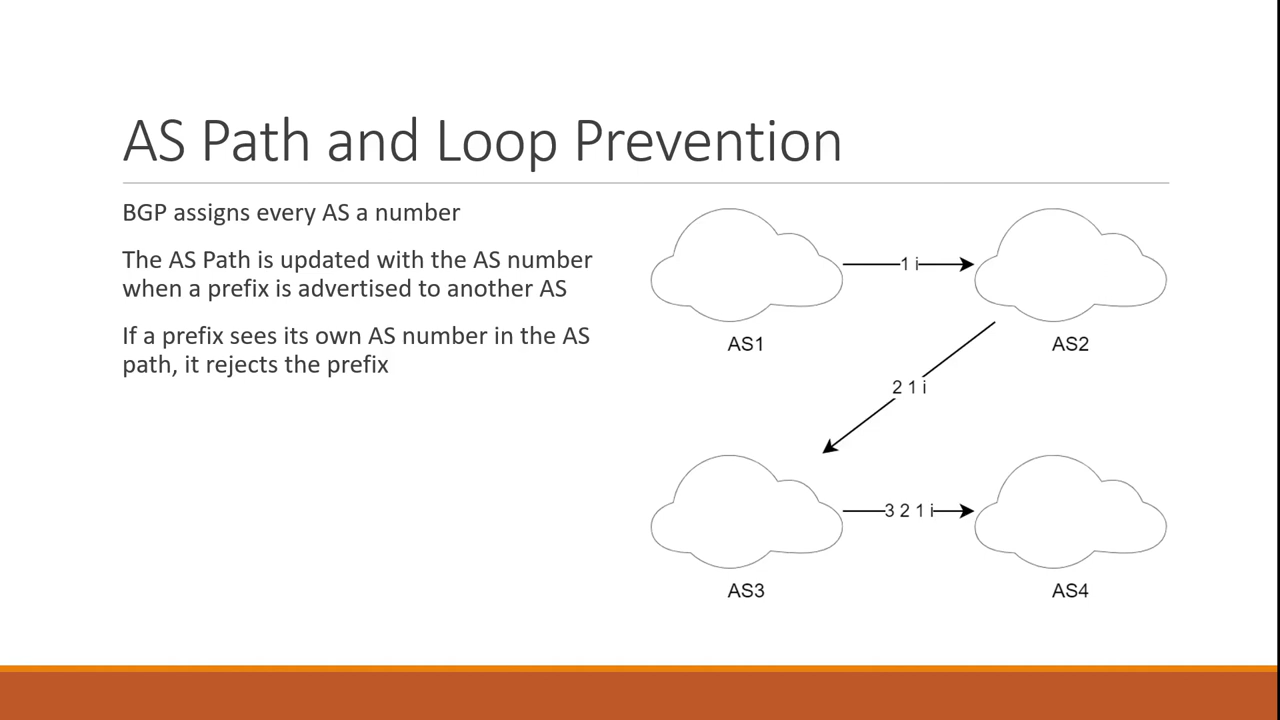 AS Path and Loop Prevention
BGP assigns every AS a number
The AS Path is updated with the AS number
when a prefix is advertised to another AS
If a prefix sees its own AS number in the AS
path, it rejects the prefix
1 i
AS1
AS2
2 1 i
3 2 1 i
AS3
AS4